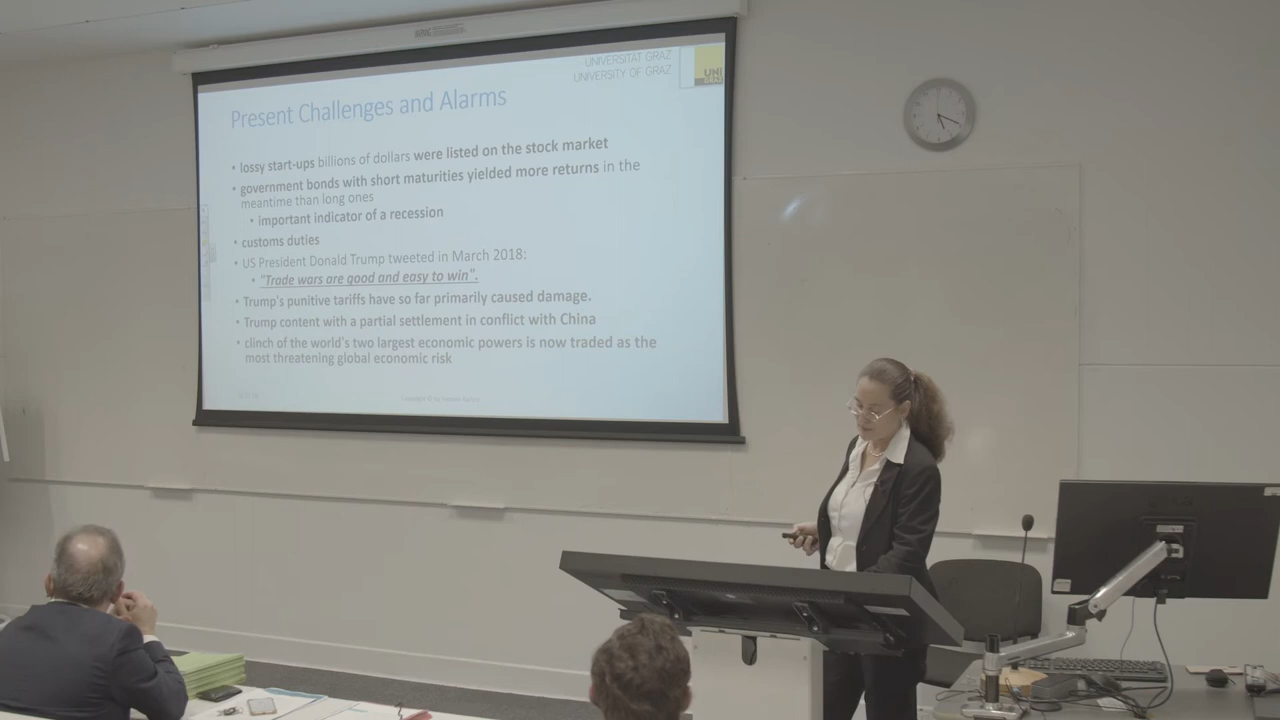 UNIVERSITÄT GRAZ
UNIVERSITY OF GRAZ
UNI
GRAZ
Present Challenges and Alarms
• lossy start-ups billions of dollars were listed on the stock market
• government bonds with short maturities yielded more returns in the
meantime than long ones
• important indicator of a recession
• customs duties
• US President Donald Trump tweeted in March 2018:
• "Trade wars are good and easy to win".
• Trump's punitive tariffs have so far primarily caused damage.
• Trump content with a partial settlement in conflict with China
• clinch of the world's two largest economic powers is now traded as the
most threatening global economic risk